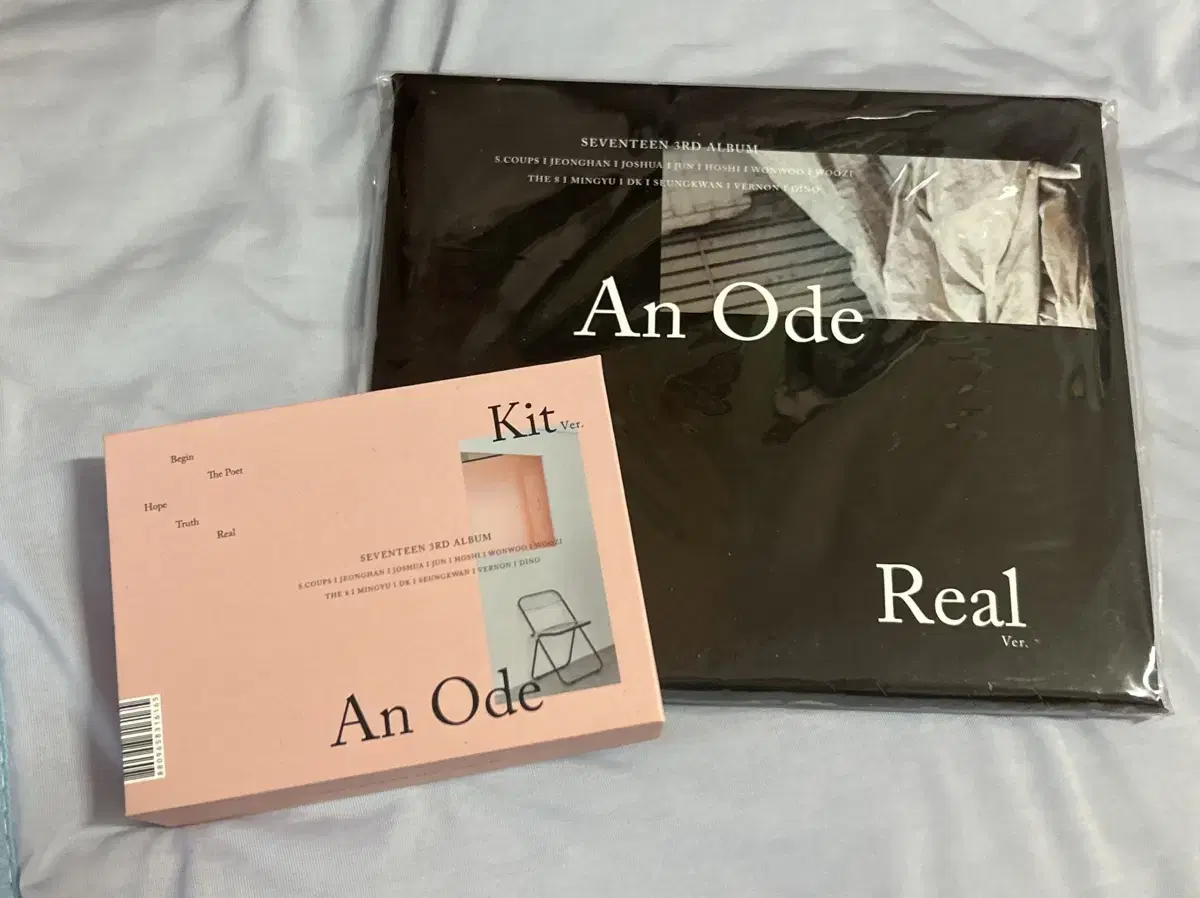 SEVENTEEN 3RD ALBUM
S.COUPS I JEONGHAN I JOSHUA I JUN I HOSHI I WONWOO I WOOZI
THE 8 I MINGYU I DK I SEUNGKWAN I VERNON I DINO
An Ode
Real
Ver.
Kit Ver.
Begin
The Poet
Hope
Truth
Real
SEVENTEEN 3RD ALBUM
S.COUPS I JEONGHAN I JOSHUA I JUN I HOSHI I WONWOO I WOOZI
THE 8 I MINGYU I DK I SEUNGKWAN I VERNON I DINO
An Ode
8809658316165